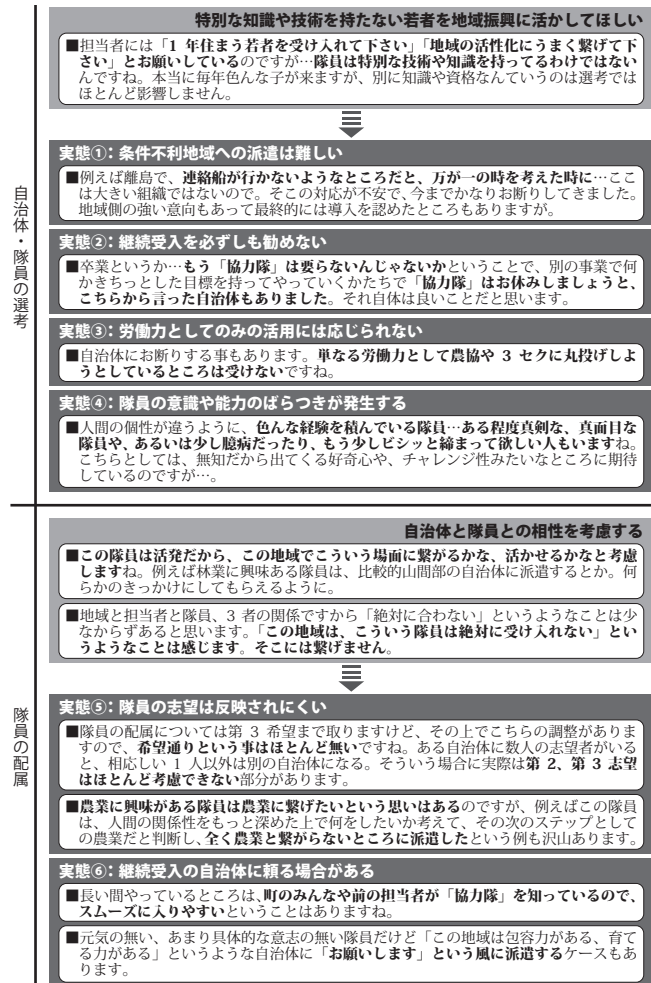 自治体・隊員の選考
特別な知識や技術を持たない若者を地域振興に活かしてほしい
■担当者には「1 年住まう若者を受け入れて下さい」「地域の活性化にうまく繋げて下
さい」とお願いしているのですが…隊員は特別な技術や知識を持ってるわけではない
んですね。本当に毎年色んな子が来ますが、別に知識や資格なんていうのは選考では
ほとんど影響しません。
実態①:条件不利地域への派遣は難しい
■例えば離島で、連絡船が行かないようなところだと、万が一の時を考えた時に…ここ
は大きい組織ではないので。そこの対応が不安で、今までかなりお断りしてきました。
地域側の強い意向もあって最終的には導入を認めたところもありますが。
実態②:継続受入を必ずしも勧めない
■卒業というか…もう「協力隊」は要らないんじゃないかということで、別の事業で何
かきちっとした目標を持ってやっていくかたちで「協力隊」はお休みしましょうと、
こちらから言った自治体もありました。それ自体は良いことだと思います。
実態③:労働力としてのみの活用には応じられない
■自治体にお断りする事もあります。単なる労働力として農協や 3 セクに丸投げしよ
うとしているところは受けないですね。
実態④:隊員の意識や能力のばらつきが発生する
■人間の個性が違うように、色んな経験を積んでいる隊員…ある程度真剣な、真面目な
隊員や、あるいは少し臆病だったり、もう少しビシッと締まって欲しい人もいますね。
こちらとしては、無知だから出てくる好奇心や、チャレンジ性みたいなところに期待
しているのですが…。
隊員の配属
自治体と隊員との相性を考慮する
■この隊員は活発だから、この地域でこういう場面に繋がるかな、活かせるかなと考慮
しますね。例えば林業に興味ある隊員は、比較的山間部の自治体に派遣するとか。何
らかのきっかけにしてもらえるように。
■地域と担当者と隊員、3 者の関係ですから「絶対に合わない」というようなことは少
なからずあると思います。「この地域は、こういう隊員は絶対に受け入れない」とい
うようなことは感じます。そこには繋げません。
実態⑤:隊員の志望は反映されにくい
■隊員の配属については第 3 希望まで取りますけど、その上でこちらの調整がありま
すので、希望通りという事はほとんど無いですね。ある自治体に数人の志望者がいる
と、相応しい 1 人以外は別の自治体になる。そういう場合に実際は第 2、第 3 志望
はほとんど考慮できない部分があります。
■農業に興味がある隊員は農業に繋げたいという思いはあるのですが、例えばこの隊員
は、人間の関係性をもっと深めた上で何をしたいか考えて、その次のステップとして
の農業だと判断し、全く農業と繋がらないところに派遣したという例も沢山あります。
実態⑥:継続受入の自治体に頼る場合がある
■長い間やっているところは、町のみんなや前の担当者が「協力隊」を知っているので、
スムーズに入りやすいということはありますね。
■元気の無い、あまり具体的な意志の無い隊員だけど「この地域は包容力がある、育て
る力がある」というような自治体に「お願いします」という風に派遣するケースもあ
ります。